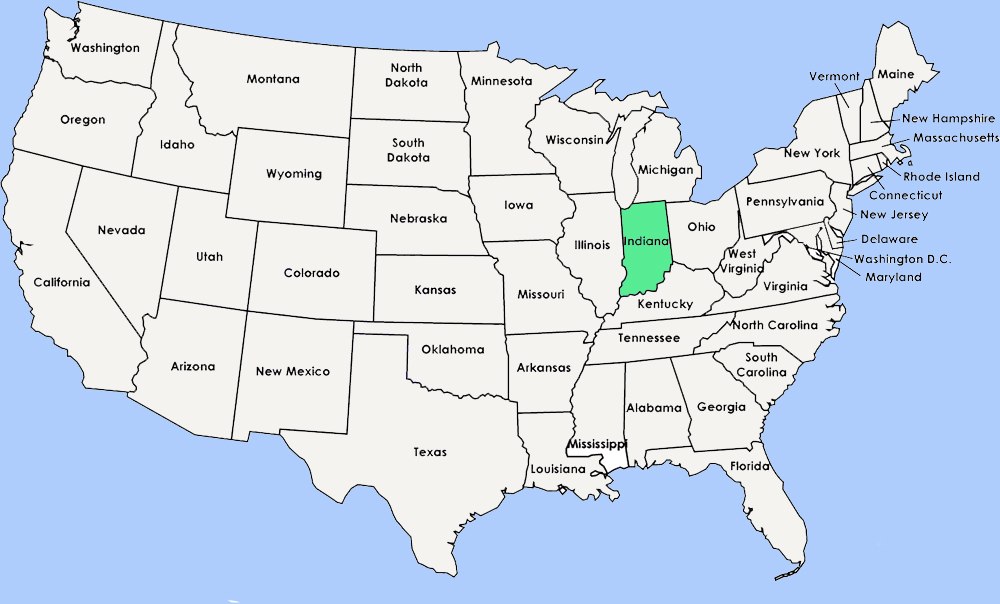 Washington
Montana
North
Dakota
Minnesota
Vermont
Maine
Oregon
Idaho
South
Dakota
Wisconsin
Michigan
New York
New Hampshire
Massachusetts
Rhode Island
Connecticut
New Jersey
Wyoming
Iowa
Nebraska
Illinois
Indiana
Ohio
Pennsylvania
Delaware
Washington D.C.
Maryland
Nevada
Utah
Colorado
Kansas
Missouri
Kentucky
West
Virginia
Virginia
California
Arizona
New Mexico
Oklahoma
Arkansas
Tennessee
North Carolina
South
Carolina
Texas
Louisiana
Mississippi
Alabama
Georgia
Florida